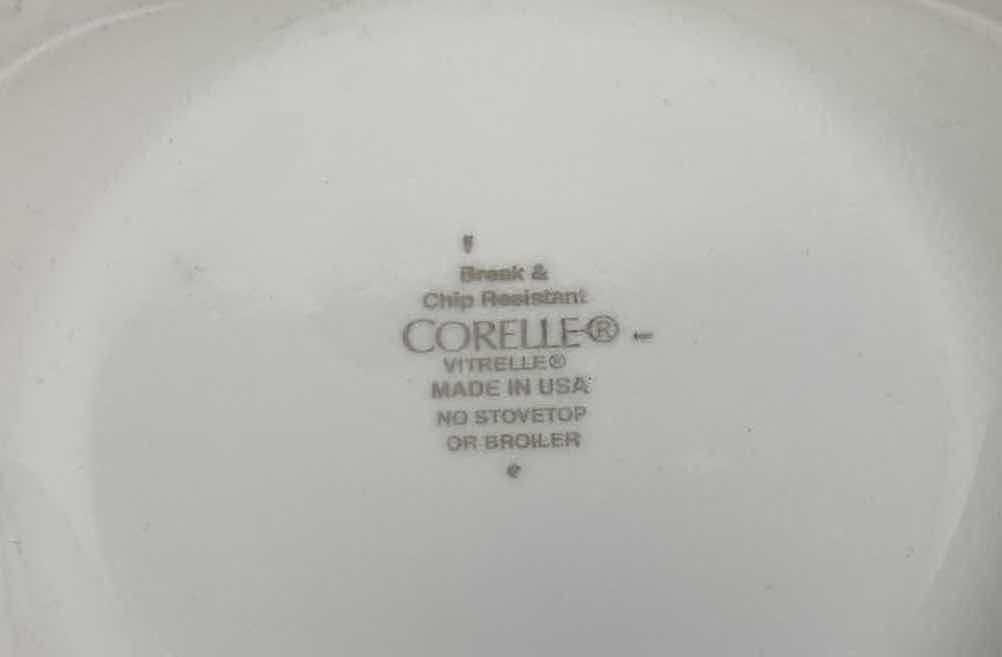 Break &
Chip Resistant
CORELLE®
VITRELLE®
MADE IN USA
NO STOVETOP
OR BROILER
e